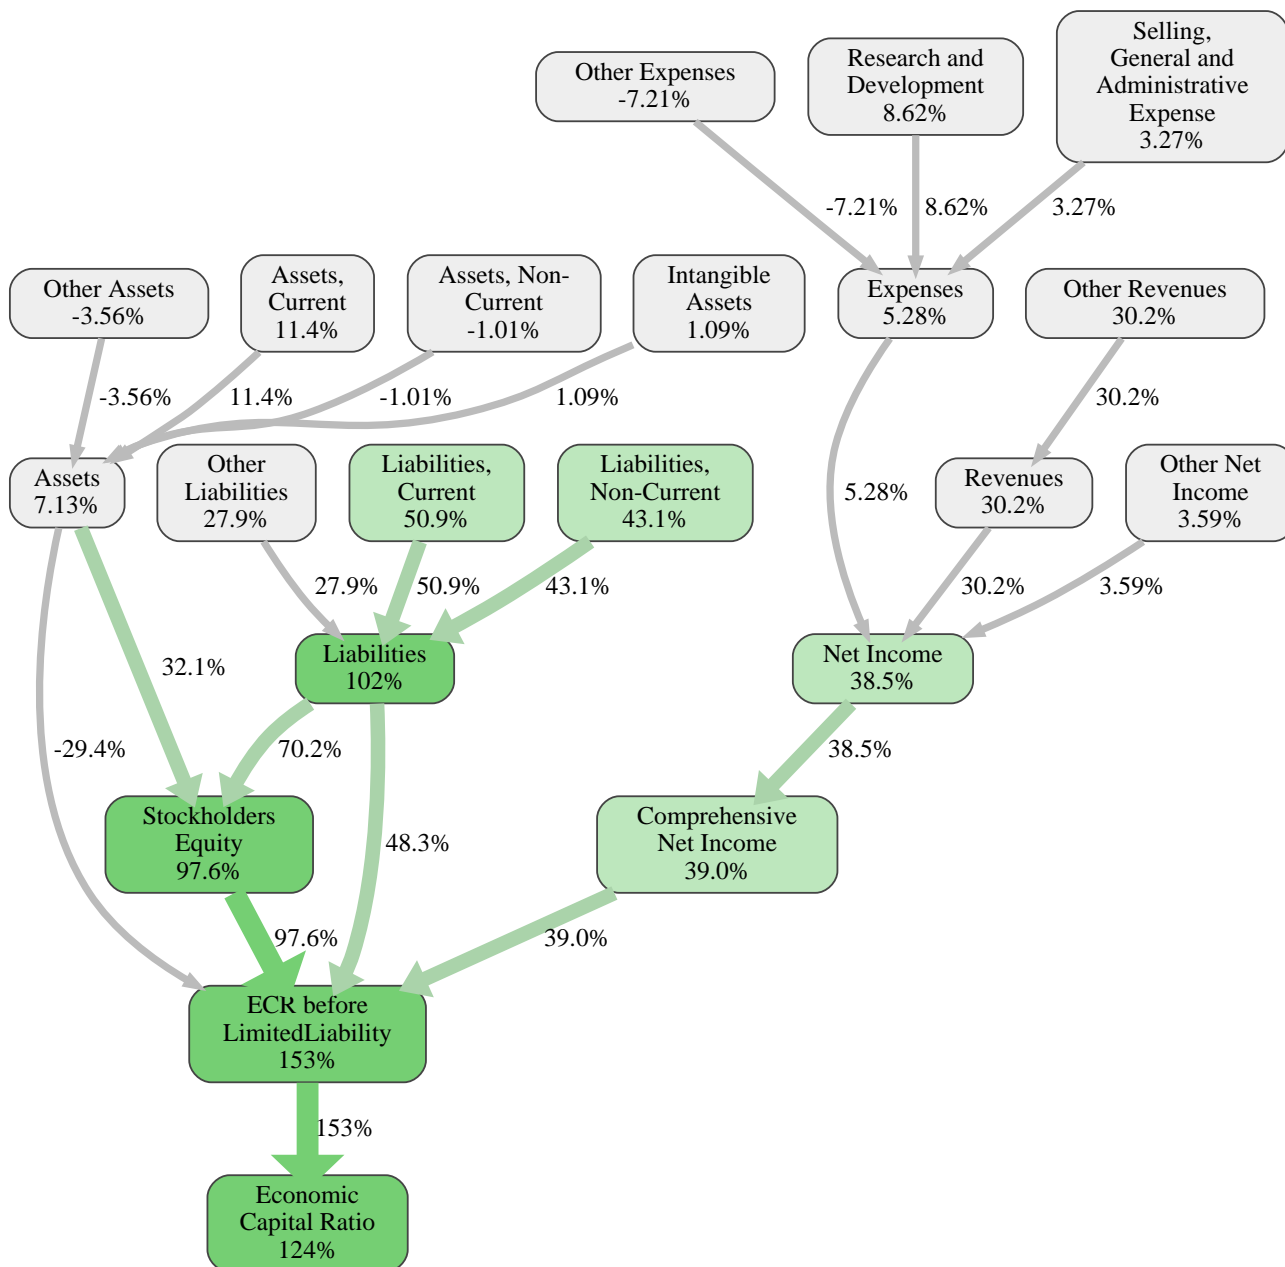 Other Expenses
-7.21%
Research and
Development
8.62%
Selling,
General and
Administrative
Expense
3.27%
-7.21%
8.62%
3.27%
Other Assets
-3.56%
Assets,
Current
11.4%
Assets, Non-
Current
-1.01%
Intangible
Assets
1.09%
Expenses
5.28%
Other Revenues
30.2%
-3.56%
11.4%
-1.01%
1.09%
30.2%
Assets
7.13%
Other
Liabilities
27.9%
Liabilities,
Current
50.9%
Liabilities,
Non-Current
43.1%
5.28%
Revenues
30.2%
Other Net
Income
3.59%
27.9%
50.9%
43.1%
30.2%
3.59%
32.1%
Liabilities
102%
Net Income
38.5%
-29.4%
70.2%
38.5%
Stockholders
Equity
97.6%
48.3%
Comprehensive
Net Income
39.0%
97.6%
39.0%
ECR before
LimitedLiability
153%
153%
Economic
Capital Ratio
124%